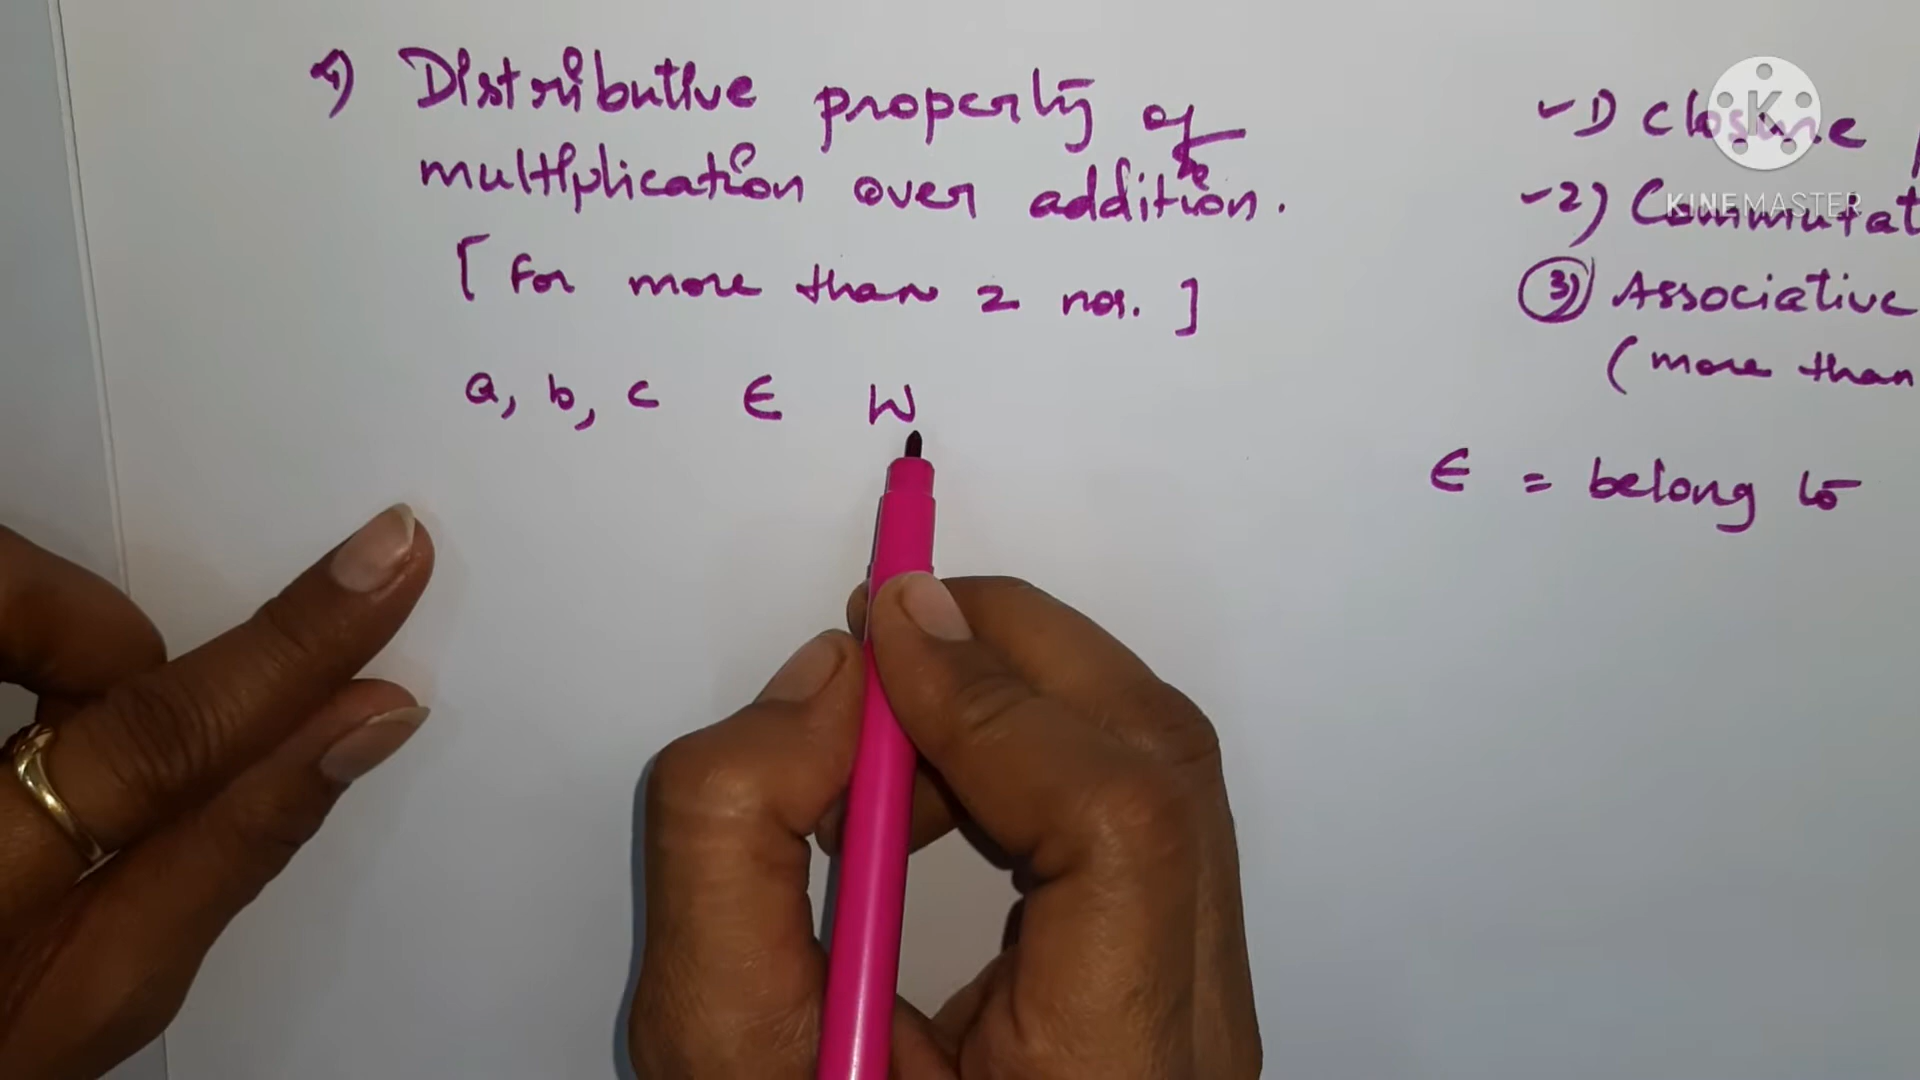 4) Distributive property of
multiplication over addition.
[For more than 2 nos.]
a, b, c ∈ W
1) Closure p
2) Commutat
3) Associative
(more than
∈ = belong to
K
KINEMASTER